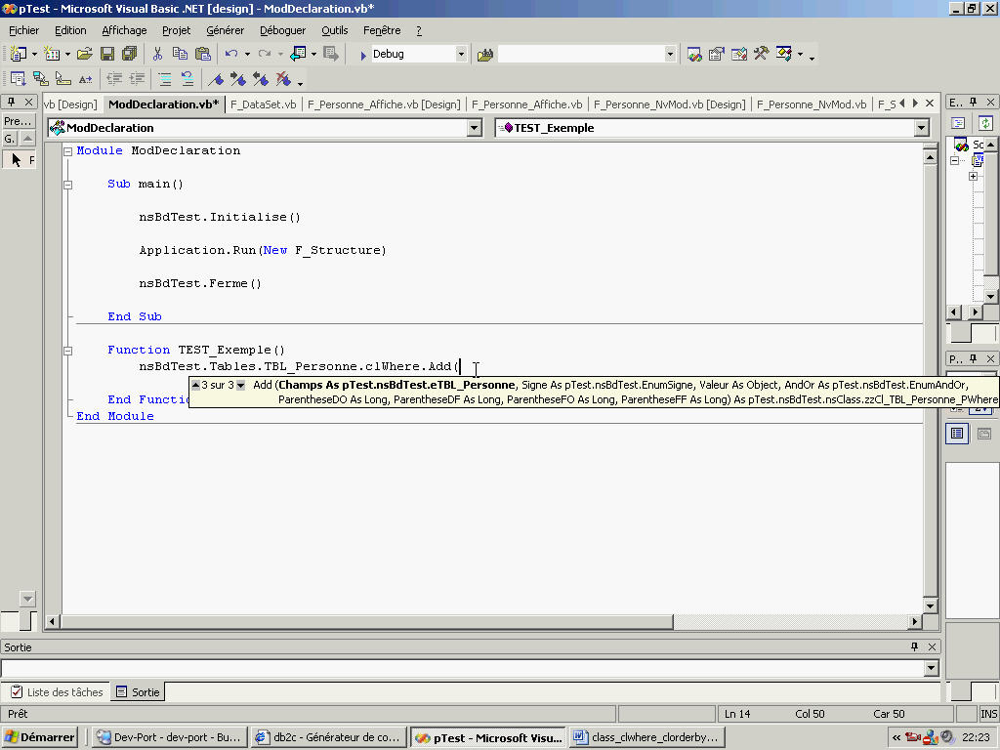 pTest - Microsoft Visual Basic .NET [design] - ModDeclaration.vb*
Fichier Edition Affichage Projet Générer Déboguer Outils Fenêtre ?
Debug
Pre...
G.
F
vb [Design] ModDeclaration.vb* F_DataSet.vb F_Personne_Affiche.vb [Design] F_Personne_Affiche.vb F_Personne_NvMod.vb [Design] F_Personne_NvMod.vb F_S
E..
ModDeclaration TEST_Exemple
Module ModDeclaration
Sub main()
nsBdTest.Initialise()
Application.Run(New F_Structure)
nsBdTest.Ferme()
End Sub
Function TEST_Exemple()
nsBdTest.Tables.TBL_Personne.clWhere.Add(
3 sur 3 Add (Champs As pTest.nsBdTest.eTBL_Personne, Signe As pTest.nsBdTest.EnumSigne, Valeur As Object, AndOr As pTest.nsBdTest.EnumAndOr,
ParentheseDO As Long, ParentheseDF As Long, ParentheseFO As Long, ParentheseFF As Long) As pTest.nsBdTest.nsClass.zzCl_TBL_Personne_PWhere
End Functi
End Module
Sc
P..
Sortie
Liste des tâches Sortie
Prêt Ln 14 Col 50 Car 50 INS
Démarrer Dev-Port - dev-port - Bu... db2c - Générateur de co... pTest - Microsoft Visu... class_clwhere_clorderby... « 22:23